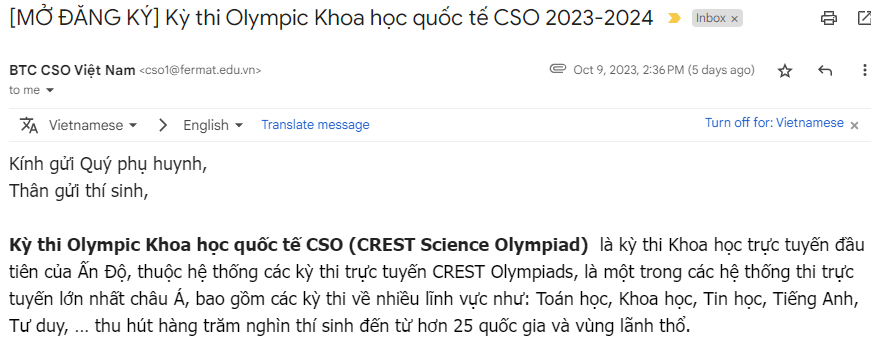 [MỞ ĐĂNG KÝ] Kỳ thi Olympic Khoa học quốc tế CSO 2023-2024 Inbox ×
BTC CSO Việt Nam <cso1@fermat.edu.vn> Oct 9, 2023, 2:36 PM (5 days ago)
to me
Vietnamese English Translate message Turn off for: Vietnamese ×
Kính gửi Quý phụ huynh,
Thân gửi thí sinh,
Kỳ thi Olympic Khoa học quốc tế CSO (CREST Science Olympiad) là kỳ thi Khoa học trực tuyến đầu
tiên của Ấn Độ, thuộc hệ thống các kỳ thi trực tuyến CREST Olympiads, là một trong các hệ thống thi trực
tuyến lớn nhất châu Á, bao gồm các kỳ thi về nhiều lĩnh vực như: Toán học, Khoa học, Tin học, Tiếng Anh,
Tư duy, ... thu hút hàng trăm nghìn thí sinh đến từ hơn 25 quốc gia và vùng lãnh thổ.